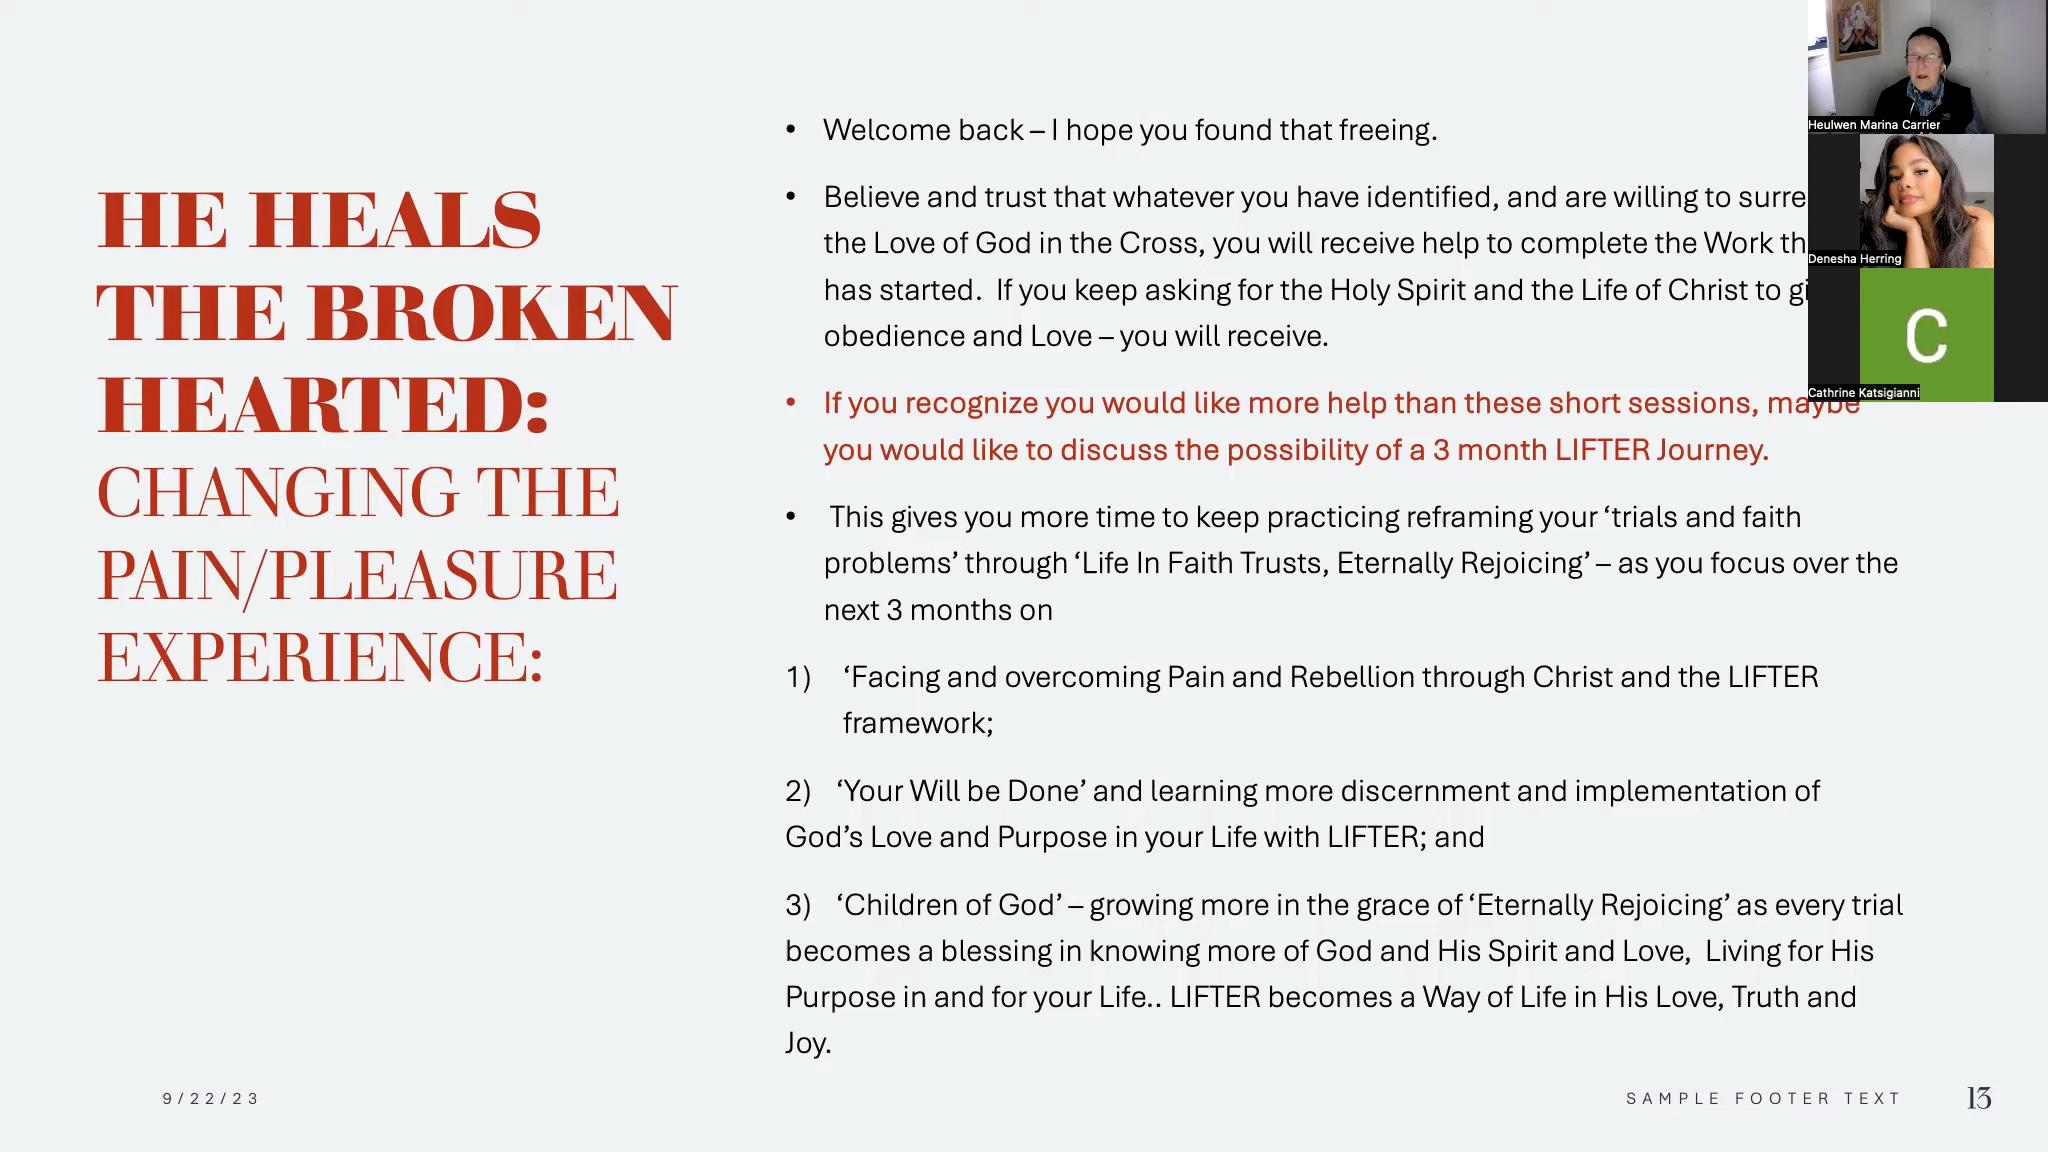 HE HEALS
THE BROKEN
HEARTED:
CHANGING THE
PAIN/PLEASURE
EXPERIENCE:
• Welcome back – I hope you found that freeing.
• Believe and trust that whatever you have identified, and are willing to
the Love of God in the Cross, you will receive help to complete the Work
has started.  If you keep asking for the Holy Spirit and the Life of Christ to
obedience and Love – you will receive.
• If you recognize you would like more help than these short sessions, maybe
you would like to discuss the possibility of a 3 month LIFTER Journey.
• This gives you more time to keep practicing reframing your ‘trials and faith
problems’ through ‘Life In Faith Trusts, Eternally Rejoicing’ – as you focus over the
next 3 months on
1) ‘Facing and overcoming Pain and Rebellion through Christ and the LIFTER
framework;
2) ‘Your Will be Done’ and learning more discernment and implementation of
God’s Love and Purpose in your Life with LIFTER; and
3) ‘Children of God’ – growing more in the grace of ‘Eternally Rejoicing’ as every trial
becomes a blessing in knowing more of God and His Spirit and Love,  Living for His
Purpose in and for your Life.. LIFTER becomes a Way of Life in His Love, Truth and
Joy.
9/22/23
SAMPLE FOOTER TEXT
13
Heulwen Marina Carrier
Denesha Herring
C
Cathrine Katsigianni